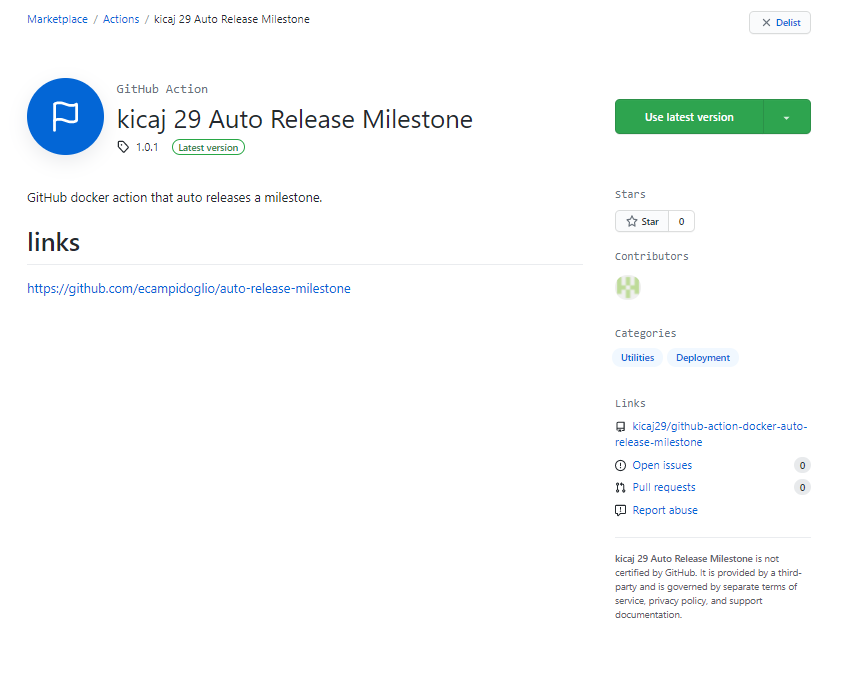 Marketplace / Actions / kicaj 29 Auto Release Milestone
Delist
GitHub Action
kicaj 29 Auto Release Milestone
1.0.1 Latest version
Use latest version
GitHub docker action that auto releases a milestone.
links
https://github.com/ecampidoglio/auto-release-milestone
Stars
Star 0
Contributors
Categories
Utilities Deployment
Links
kicaj29/github-action-docker-auto-
release-milestone
Open issues 0
Pull requests 0
Report abuse
kicaj 29 Auto Release Milestone is not
certified by GitHub. It is provided by a third-
party and is governed by separate terms of
service, privacy policy, and support
documentation.